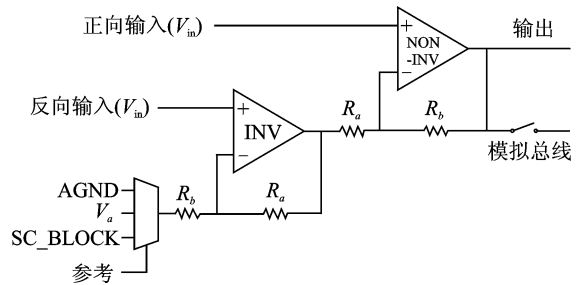 正向输入(Vin)
NON
-INV
输出
反向输入(Vin)
INV
Ra
Rb
模拟总线
AGND
Va
SC_BLOCK
Rb
Ra
参考